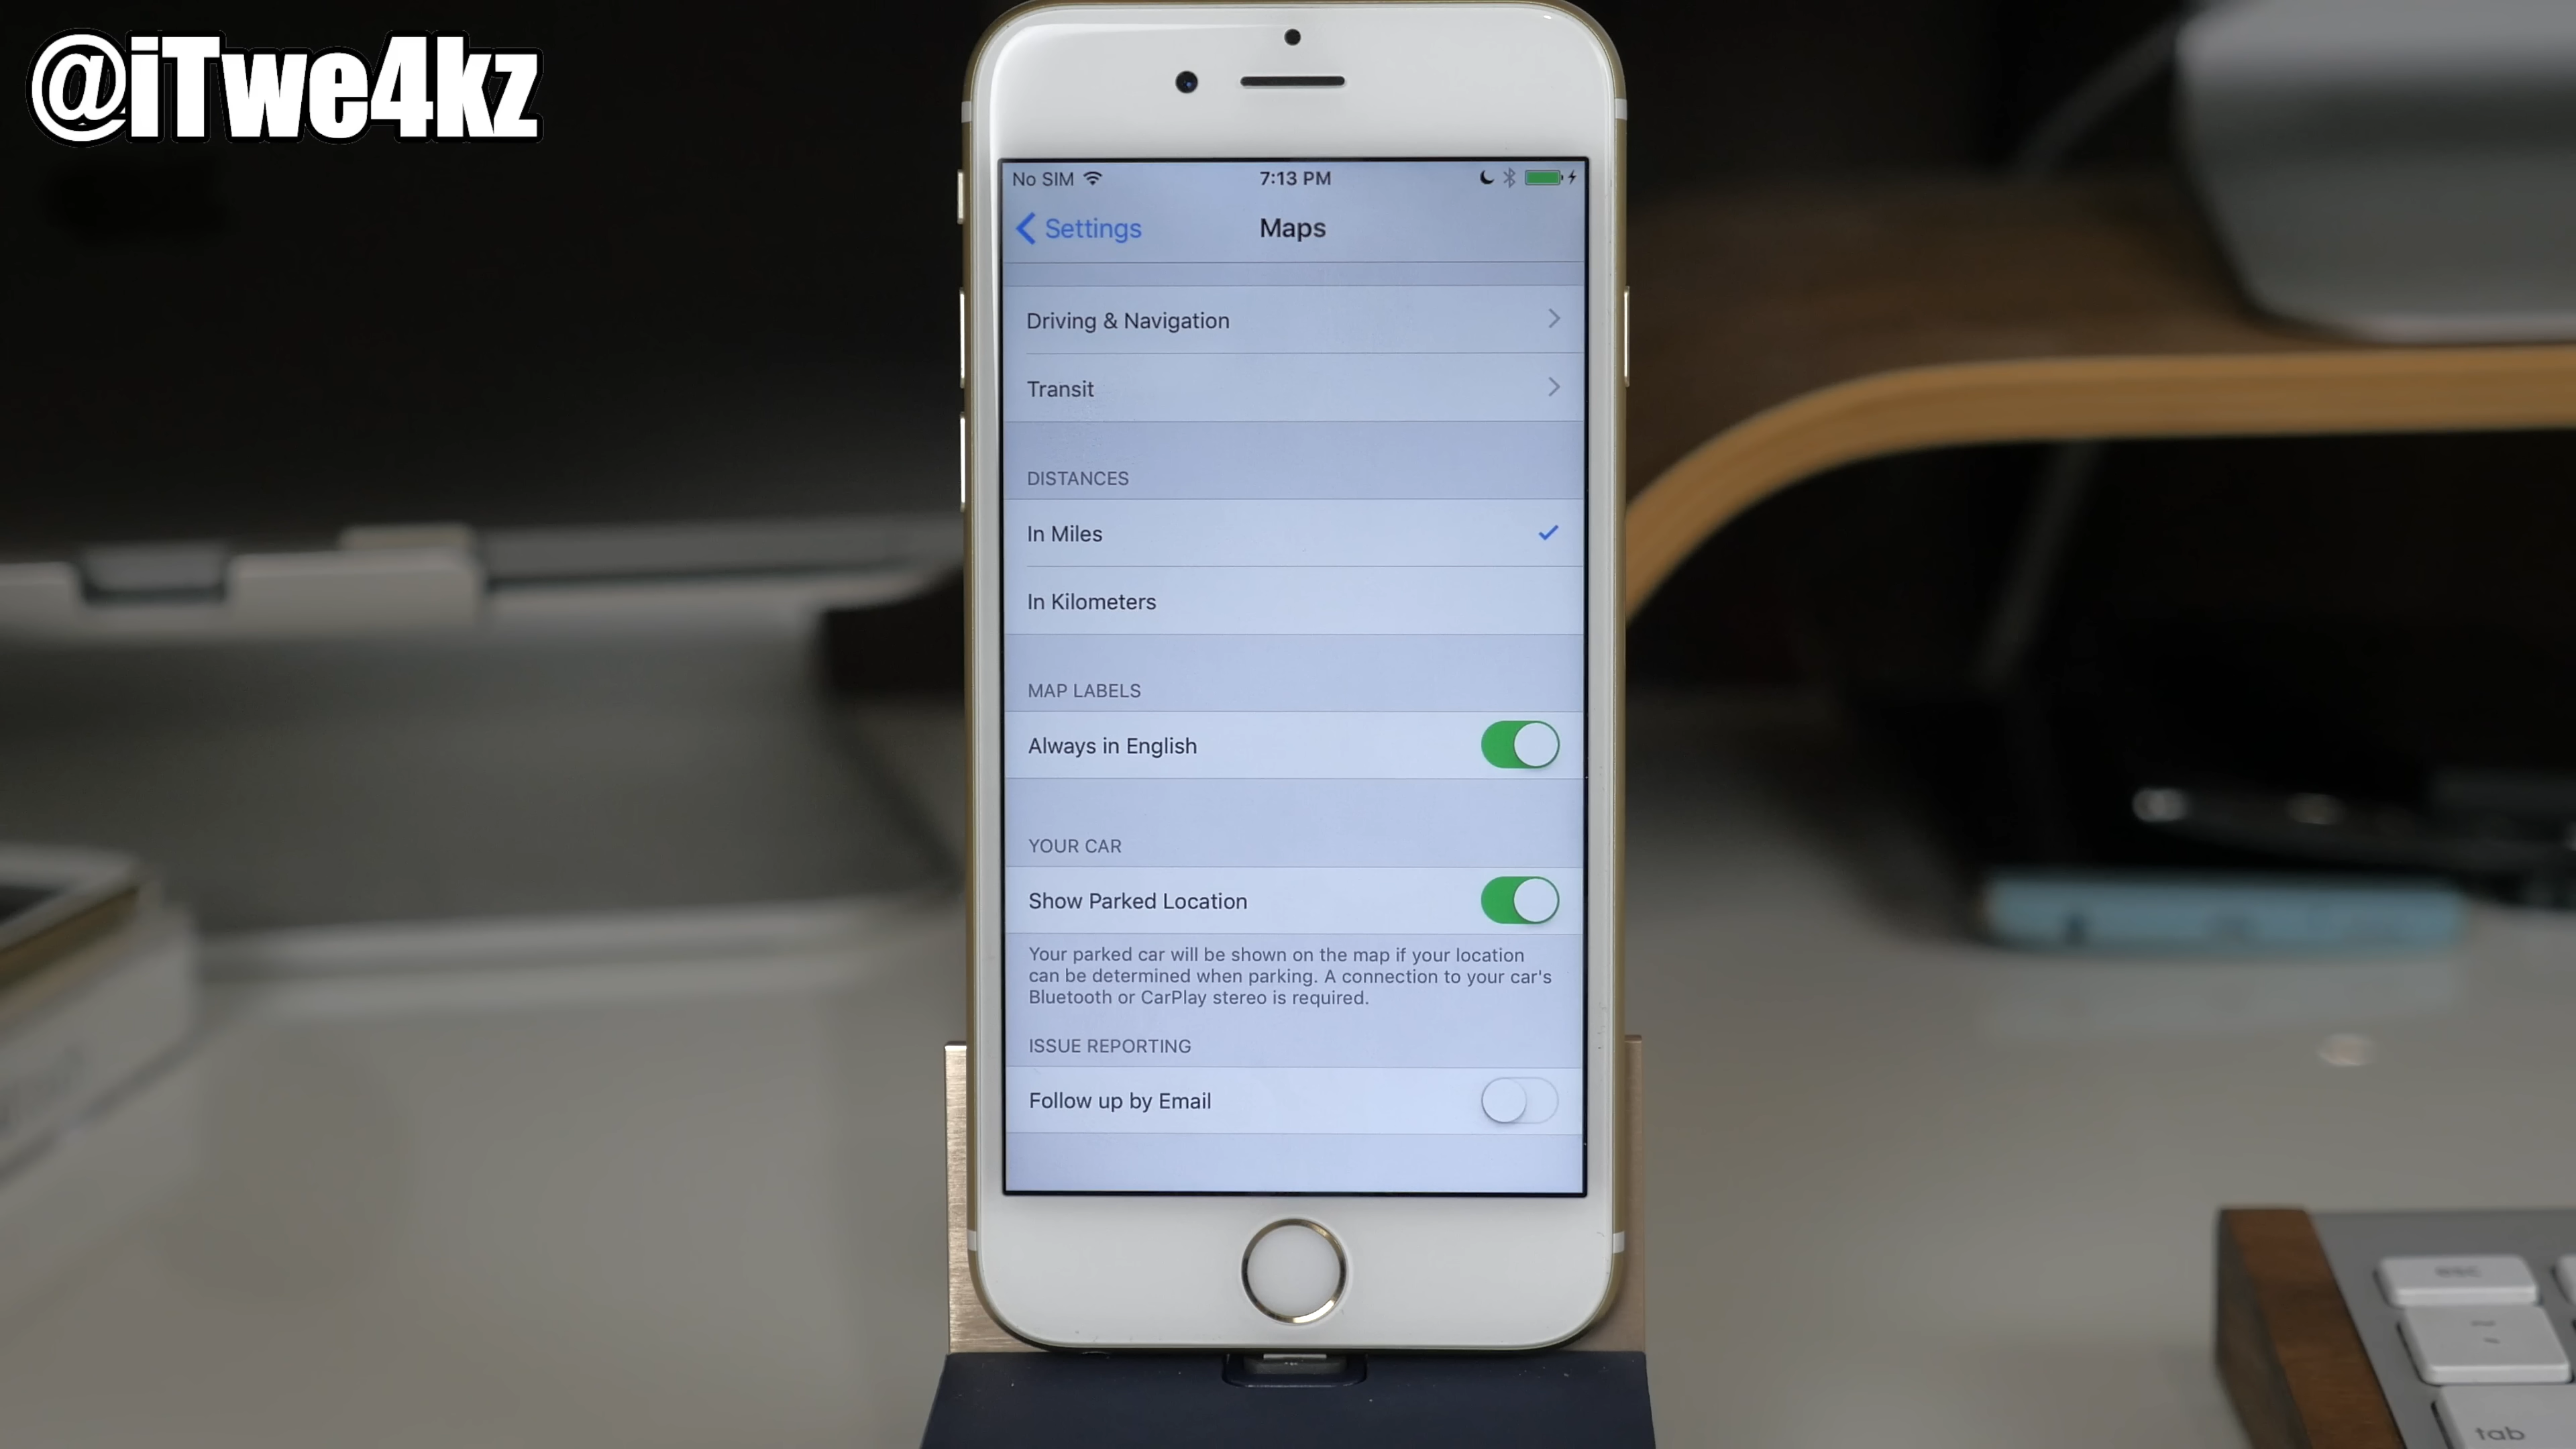 @iTwe4kz
No SIM 7:13 PM
Settings Maps
Driving & Navigation
Transit
DISTANCES
In Miles
In Kilometers
MAP LABELS
Always in English
YOUR CAR
Show Parked Location
Your parked car will be shown on the map if your location
can be determined when parking. A connection to your car's
Bluetooth or CarPlay stereo is required.
ISSUE REPORTING
Follow up by Email
esc
tab